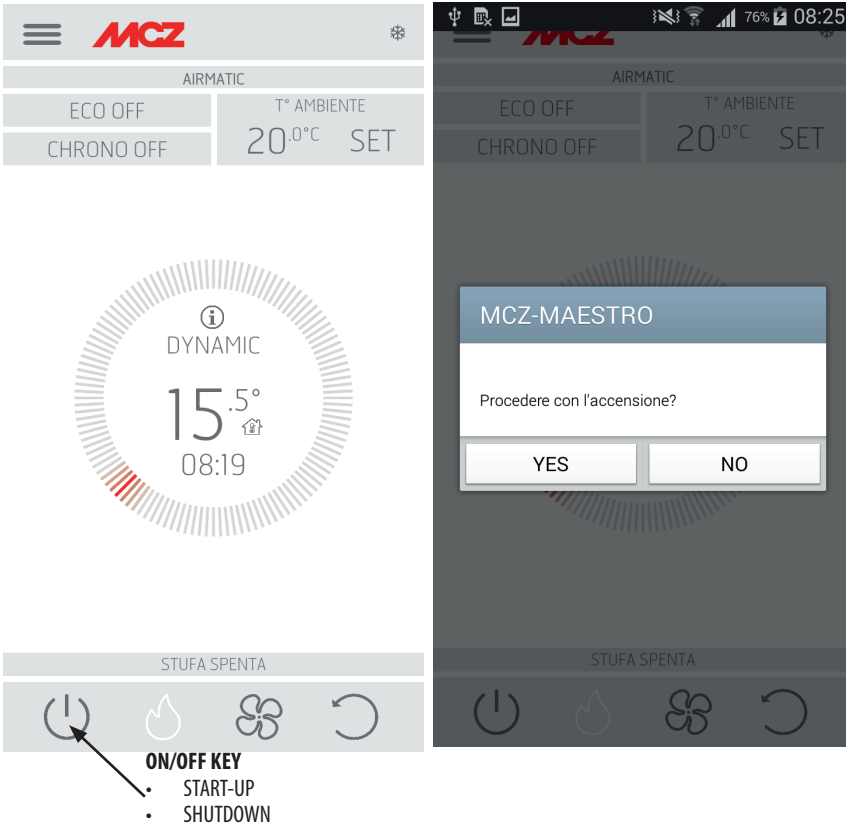 MCZ
AIRMATIC
ECO OFF
CHRONO OFF
T° AMBIENTE
20.0°C SET
DYNAMIC
15.5°
08:19
STUFA SPENTA
ON/OFF KEY
• START-UP
• SHUTDOWN
76% 08:25
MCZ
AIRMATIC
ECO OFF
CHRONO OFF
T° AMBIENTE
20.0°C SET
MCZ-MAESTRO
Procedere con l'accensione?
YES NO
STUFA SPENTA